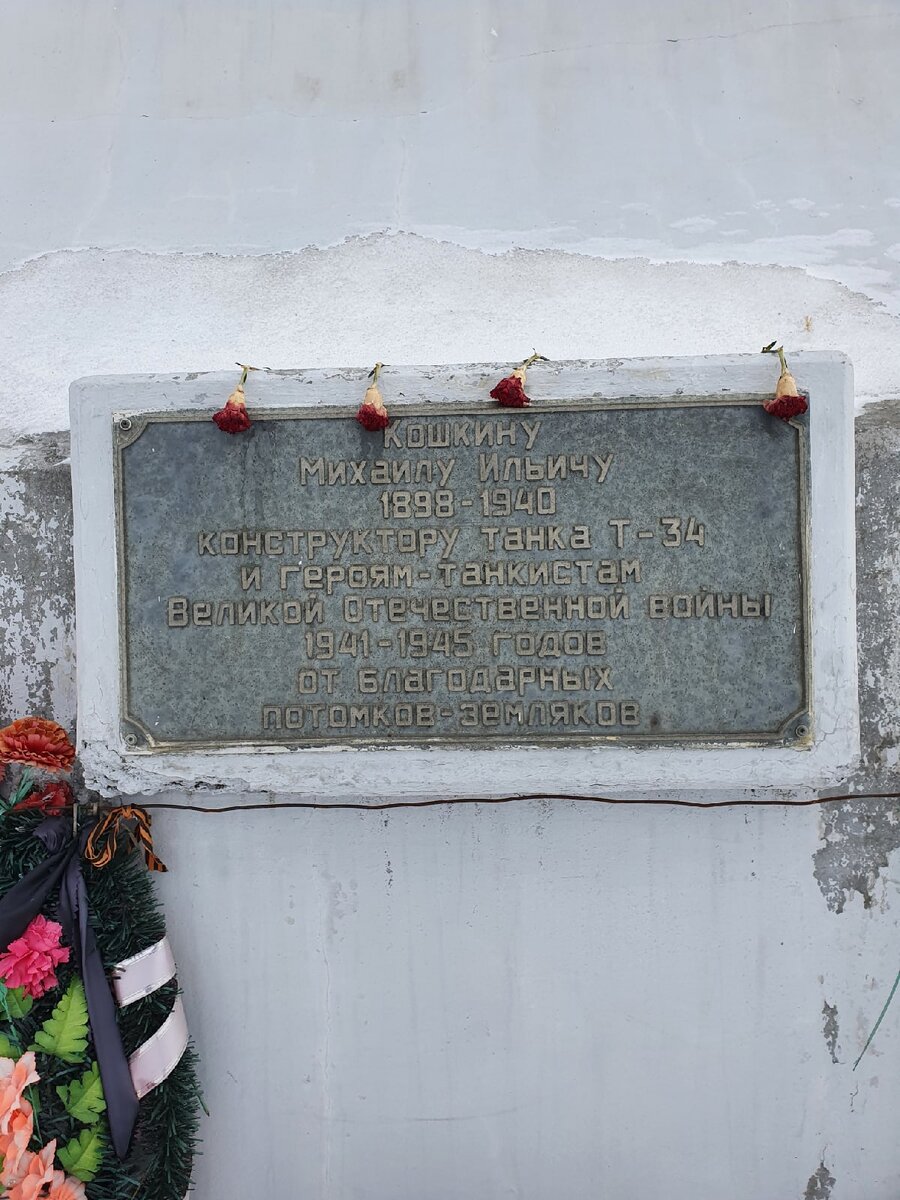 Кошкину
Михаилу Ильичу
1898-1940
конструктору танка Т-34
и героям-танкистам
Великой Отечественной войны
1941-1945 годов
от благодарных
потомков-земляков